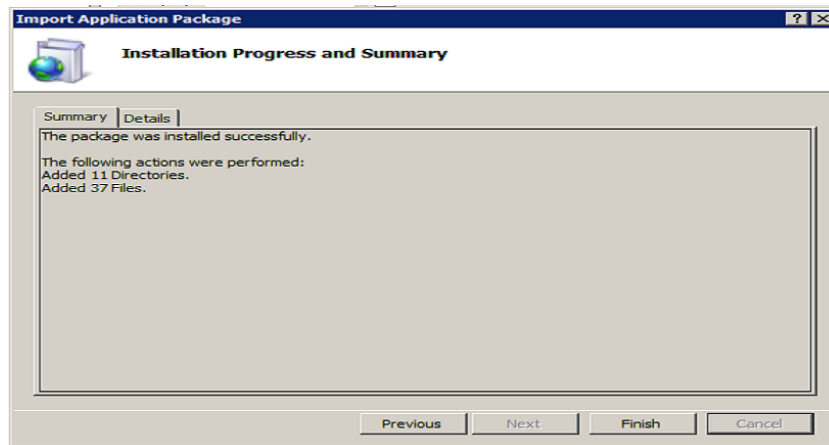 Import Application Package
Installation Progress and Summary
Summary
Details
The package was installed successfully.
The following actions were performed:
Added 11 Directories.
Added 37 Files.
Previous
Next
Finish
Cancel